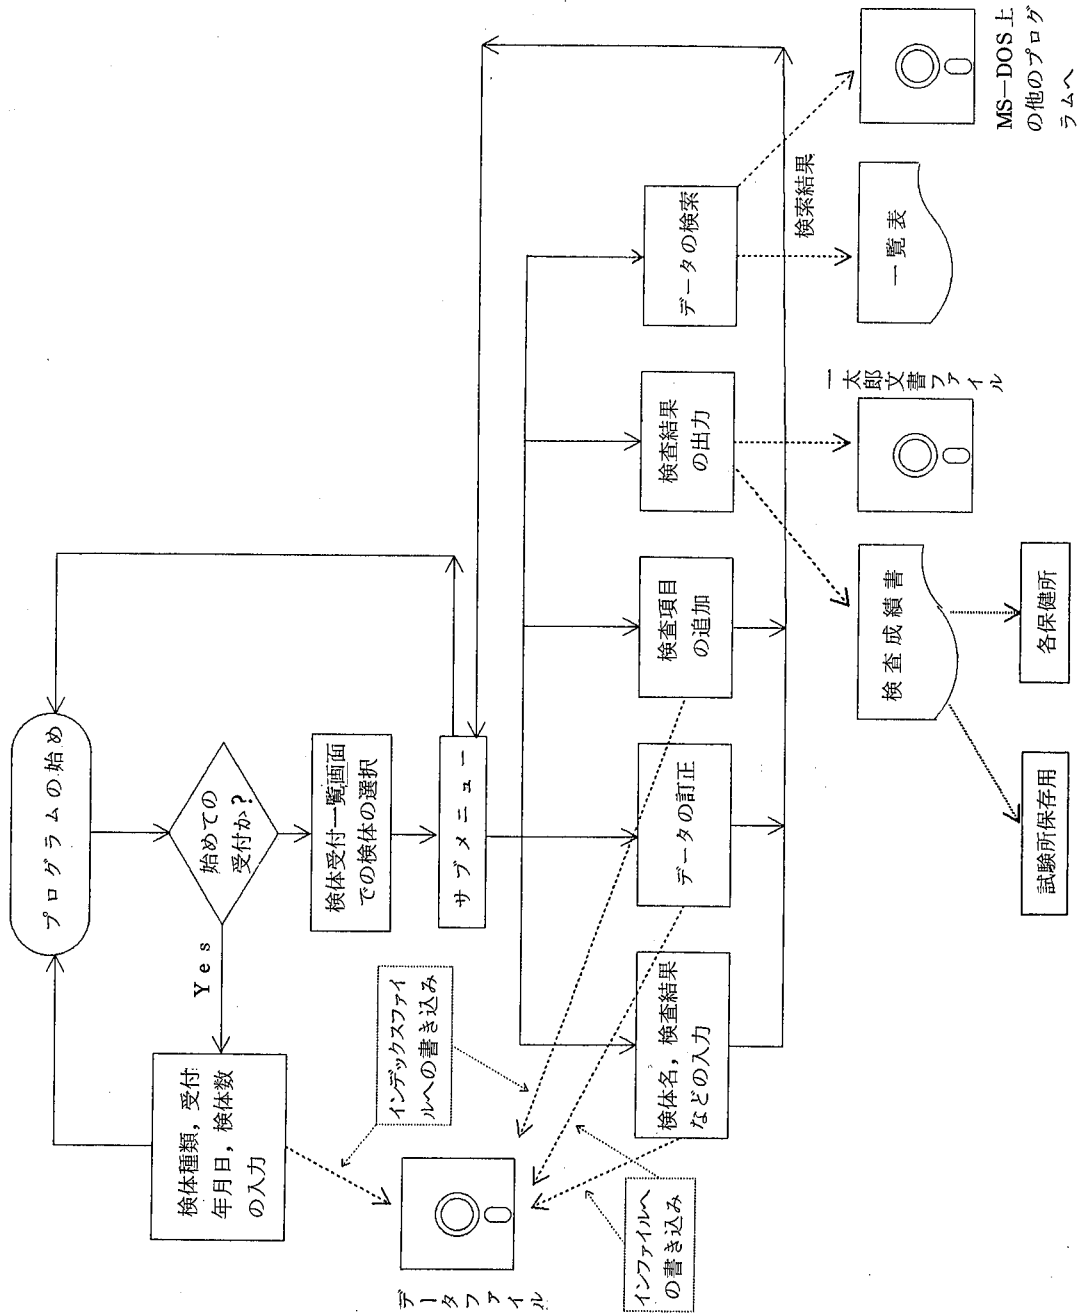 プログラムの始め
始めての
受付か？
Yes
検体種類，受付
年月日，検体数
の入力
検体受付一覧画面
での検体の選択
サブメニュー
インデックスファイ
ルへの書き込み
データファイル
インファイルへ
の書き込み
検体名，検査結果
などの入力
データの訂正
検査項目
の追加
検査結果
の出力
データの検索
検索結果
検査成績書
一太郎文書ファイル
一覧表
MS－DOS上
の他のプログ
ラムへ
試験所保存用
各保健所